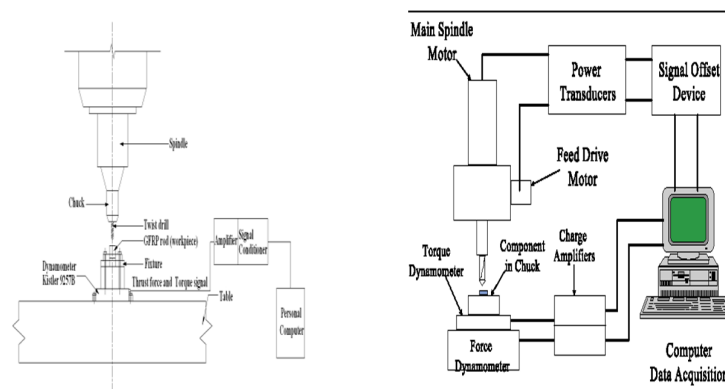 Spindle
Chuck
Twist drill
GFRP rod (workpiece)
Fixture
Dynamometer
Kistler 9257B
Thrust force and Torque signal
Table
Amplifier
Signal
Conditioner
Personal
Computer
Main Spindle
Motor
Power
Transducers
Signal Offset
Device
Feed Drive
Motor
Torque
Dynamometer
Component
in Chuck
Charge
Amplifiers
Force
Dynamometer
Computer
Data Acquisition